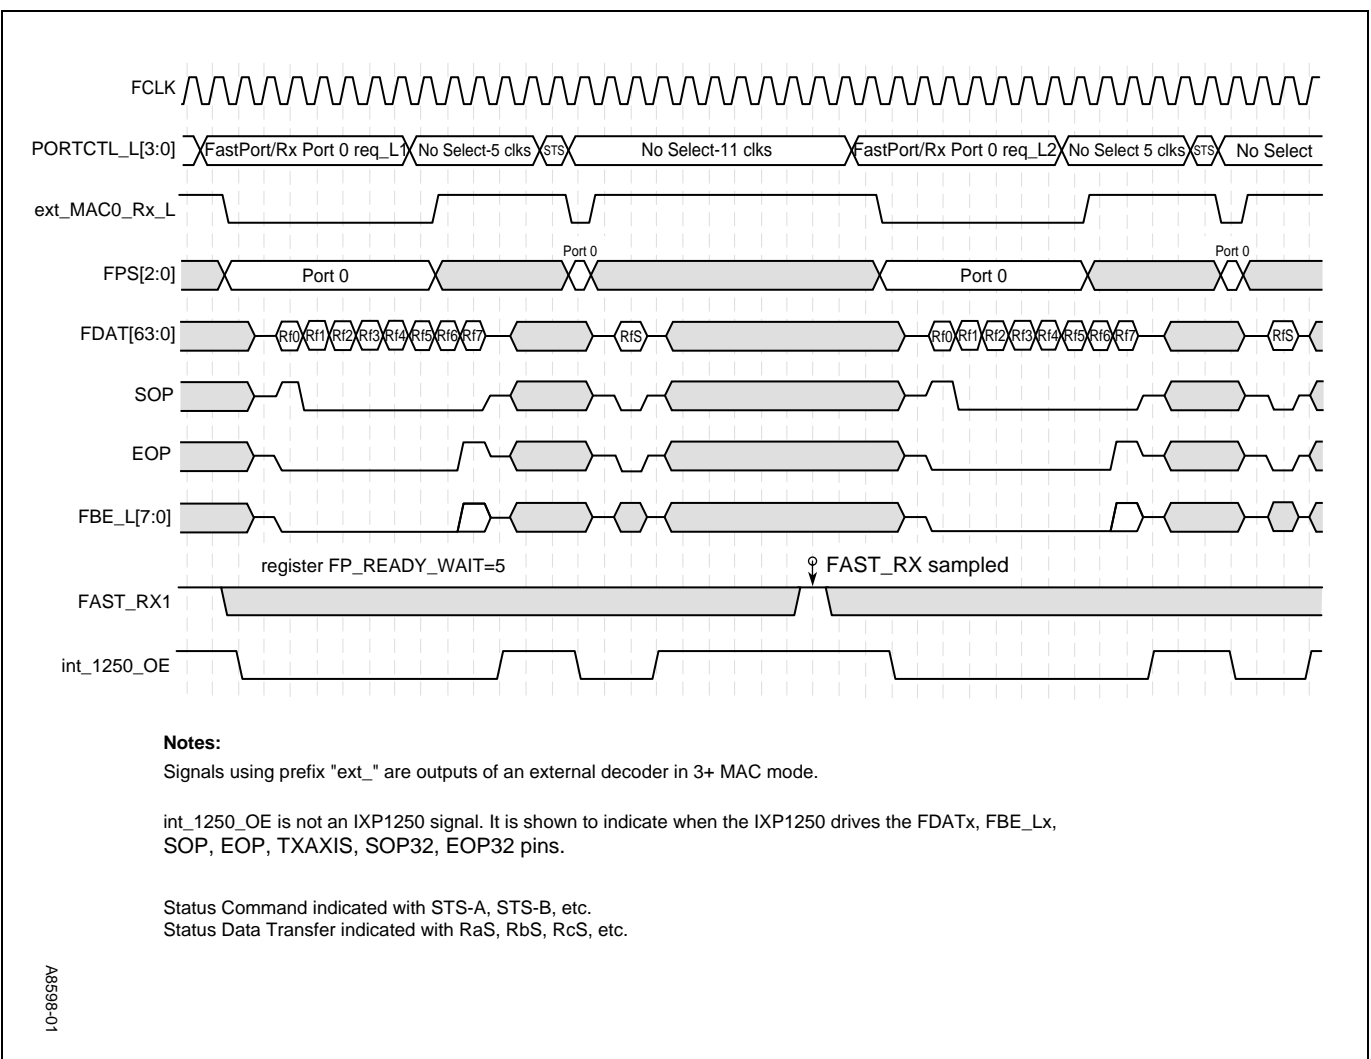 FCLK
PORTCTL_L[3:0] FastPort/Rx Port 0 req_L1 No Select-5 clks STS No Select-11 clks FastPort/Rx Port 0 req_L2 No Select 5 clks STS No Select
ext_MAC0_Rx_L
Port 0 Port 0
FPS[2:0] Port 0 Port 0
FDAT[63:0] Rf0 Rf1 Rf2 Rf3 Rf4 Rf5 Rf6 Rf7 RfS Rf0 Rf1 Rf2 Rf3 Rf4 Rf5 Rf6 Rf7 RfS
SOP
EOP
FBE_L[7:0]
register FP_READY_WAIT=5 FAST_RX sampled
FAST_RX1
int_1250_OE
Notes:
Signals using prefix "ext_" are outputs of an external decoder in 3+ MAC mode.
int_1250_OE is not an IXP1250 signal. It is shown to indicate when the IXP1250 drives the FDATx, FBE_Lx,
SOP, EOP, TXAXIS, SOP32, EOP32 pins.
Status Command indicated with STS-A, STS-B, etc.
Status Data Transfer indicated with RaS, RbS, RcS, etc.
A8598-01